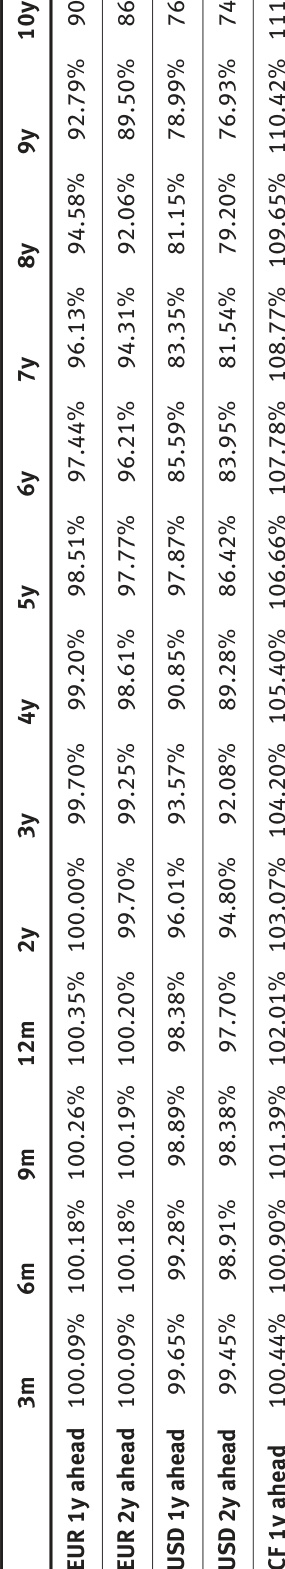 3m 6m 9m 12m 2y 3y 4y 5y 6y 7y 8y 9y 10y
EUR 1y ahead 100.09% 100.18% 100.26% 100.35% 100.00% 99.70% 99.20% 98.51% 97.44% 96.13% 94.58% 92.79% 90
EUR 2y ahead 100.09% 100.18% 100.19% 100.20% 99.70% 99.25% 98.61% 97.77% 96.21% 94.31% 92.06% 89.50% 86
USD 1y ahead 99.65% 99.28% 98.89% 98.38% 96.01% 93.57% 90.85% 97.87% 85.59% 83.35% 81.15% 78.99% 76
USD 2y ahead 99.45% 98.91% 98.38% 97.70% 94.80% 92.08% 89.28% 86.42% 83.95% 81.54% 79.20% 76.93% 74
CF 1y ahead 100.44% 100.90% 101.39% 102.01% 103.07% 104.20% 105.40% 106.66% 107.78% 108.77% 109.65% 110.42% 111